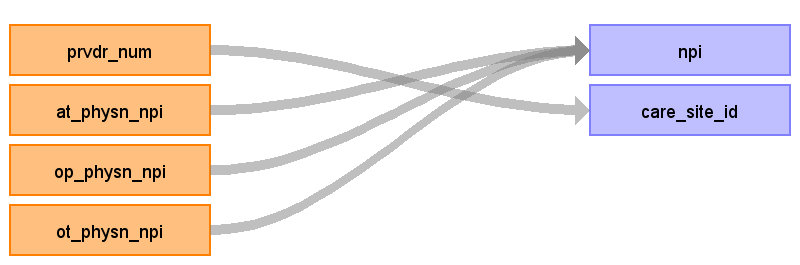 prvdr_num
npi
at_physn_npi
care_site_id
op_physn_npi
ot_physn_npi